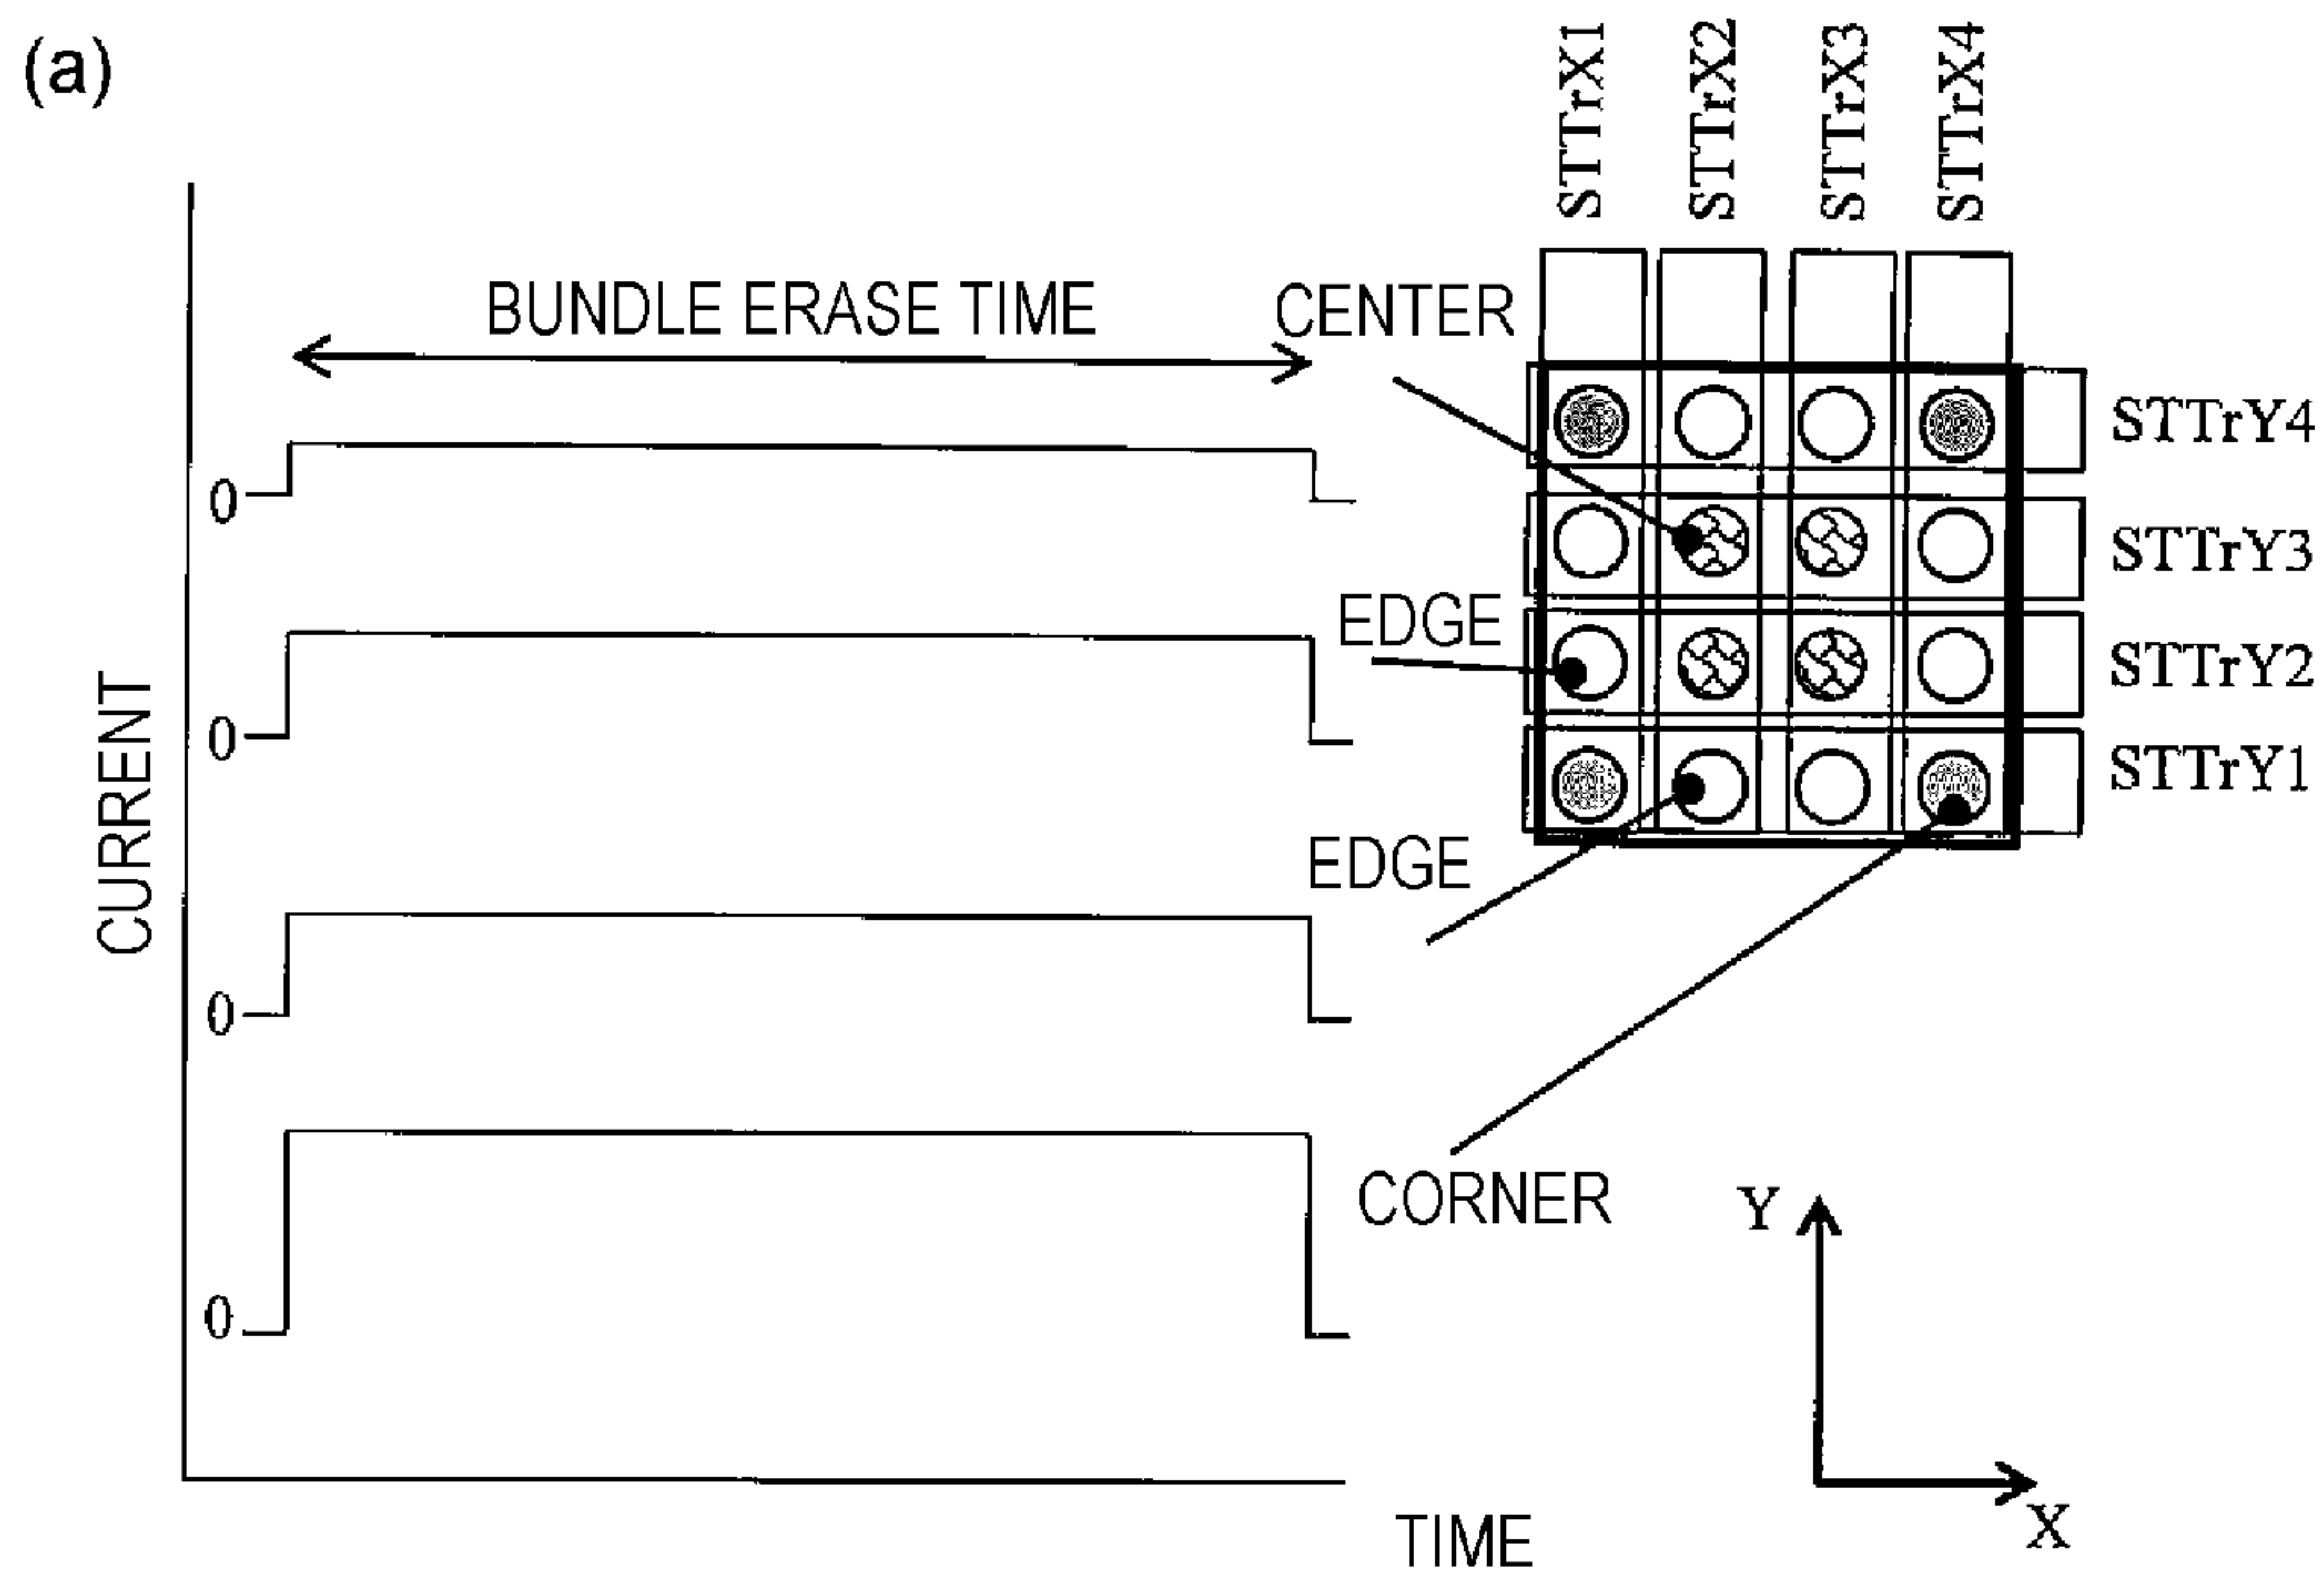 (a)
STTrX1
STTrX2
STTrX3
STTrX4
BUNDLE ERASE TIME
CENTER
STTrY4
0
STTrY3
EDGE
STTrY2
0
STTrY1
EDGE
CURRENT
0
CORNER
Y
0
X
TIME